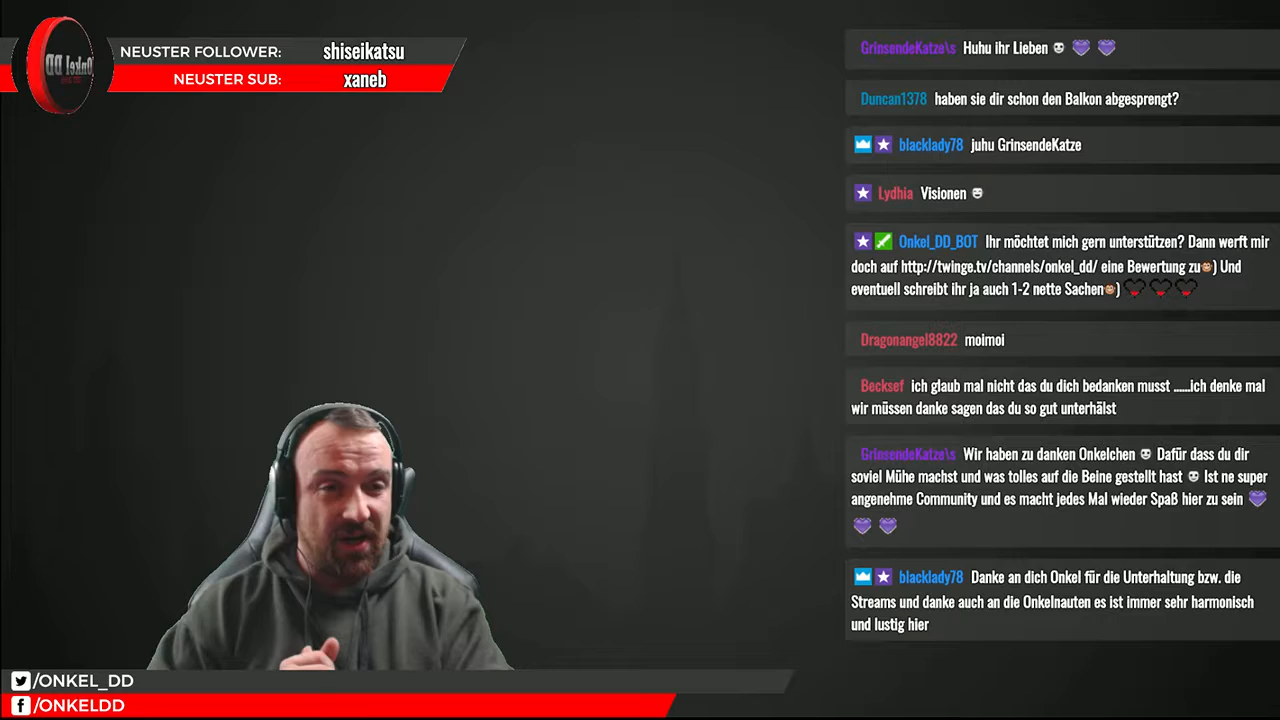 Onkel DD
NEUSTER FOLLOWER: shiseikatsu
NEUSTER SUB: xaneb
GrinsendeKatze\s Huhu ihr Lieben
Duncan1378 haben sie dir schon den Balkon abgesprengt?
blacklady78 juhu GrinsendeKatze
Lydhia Visionen
Onkel_DD_BOT Ihr möchtet mich gern unterstützen? Dann werft mir
doch auf http://twinge.tv/channels/onkel_dd/ eine Bewertung zu ) Und
eventuell schreibt ihr ja auch 1-2 nette Sachen )
Dragonangel8822 moimoi
Becksef ich glaub mal nicht das du dich bedanken musst ......ich denke mal
wir müssen danke sagen das du so gut unterhälst
GrinsendeKatze\s Wir haben zu danken Onkelchen Dafür dass du dir
soviel Mühe machst und was tolles auf die Beine gestellt hast Ist ne super
angenehme Community und es macht jedes Mal wieder Spaß hier zu sein
blacklady78 Danke an dich Onkel für die Unterhaltung bzw. die
Streams und danke auch an die Onkelnauten es ist immer sehr harmonisch
und lustig hier
/ONKEL_DD
/ONKELDD